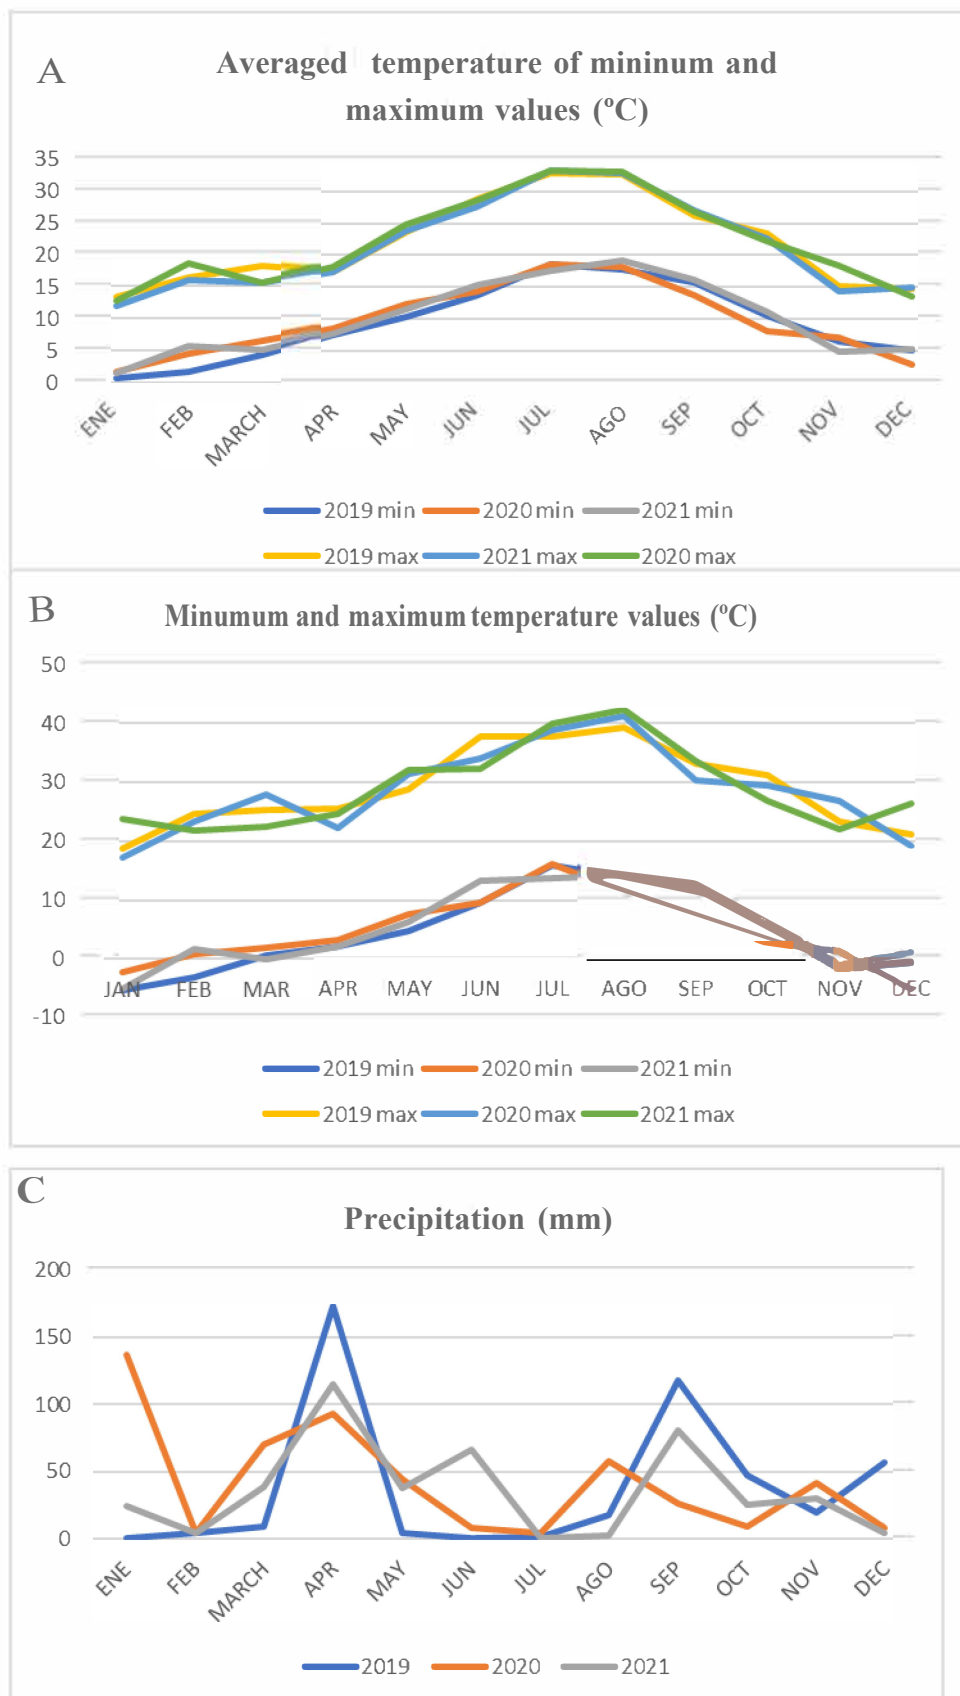 A
Averaged temperature of mininum and
maximum values (ºC)
35
30
25
20
15
10
5
0
ENE FEB MARCH APR MAY JUN JUL AGO SEP OCT NOV DEC
2019 min 2020 min 2021 min
2019 max 2021 max 2020 max
B
Minumum and maximum temperature values (ºC)
50
40
30
20
10
0
-10
JAN FEB MAR APR MAY JUN JUL AGO SEP OCT NOV DEC
2019 min 2020 min 2021 min
2019 max 2020 max 2021 max
C
Precipitation (mm)
200
150
100
50
0
ENE FEB MARCH APR MAY JUN JUL AGO SEP OCT NOV DEC
2019 2020 2021